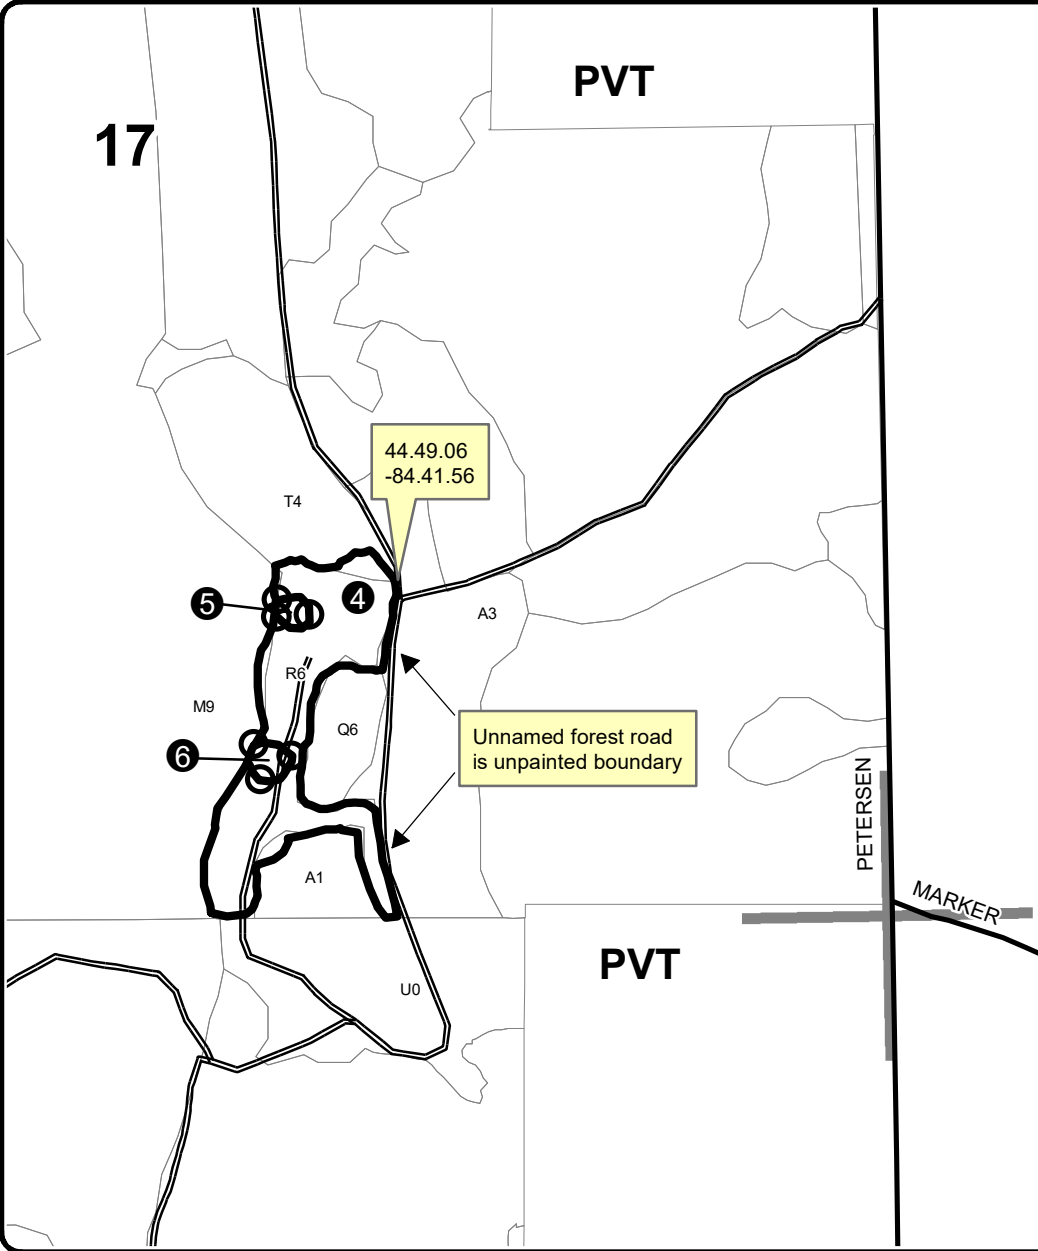 PVT
17
44.49.06
-84.41.56
T4
5
4
A3
R6
M9
Q6
6
Unnamed forest road
is unpainted boundary
PETERSEN
A1
MARKER
PVT
U0